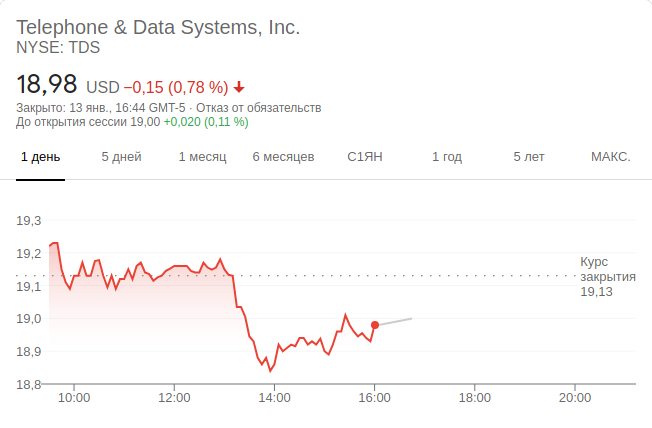 Telephone & Data Systems, Inc.
NYSE: TDS
18,98 USD −0,15 (0,78 %)
Закрыто: 13 янв., 16:44 GMT-5 · Отказ от обязательств
До открытия сессии 19,00 +0,020 (0,11 %)
1 день 5 дней 1 месяц 6 месяцев С1ЯН 1 год 5 лет МАКС.
19,3
19,2
19,1
19,0
18,9
18,8
Курс
закрытия
19,13
10:00 12:00 14:00 16:00 18:00 20:00